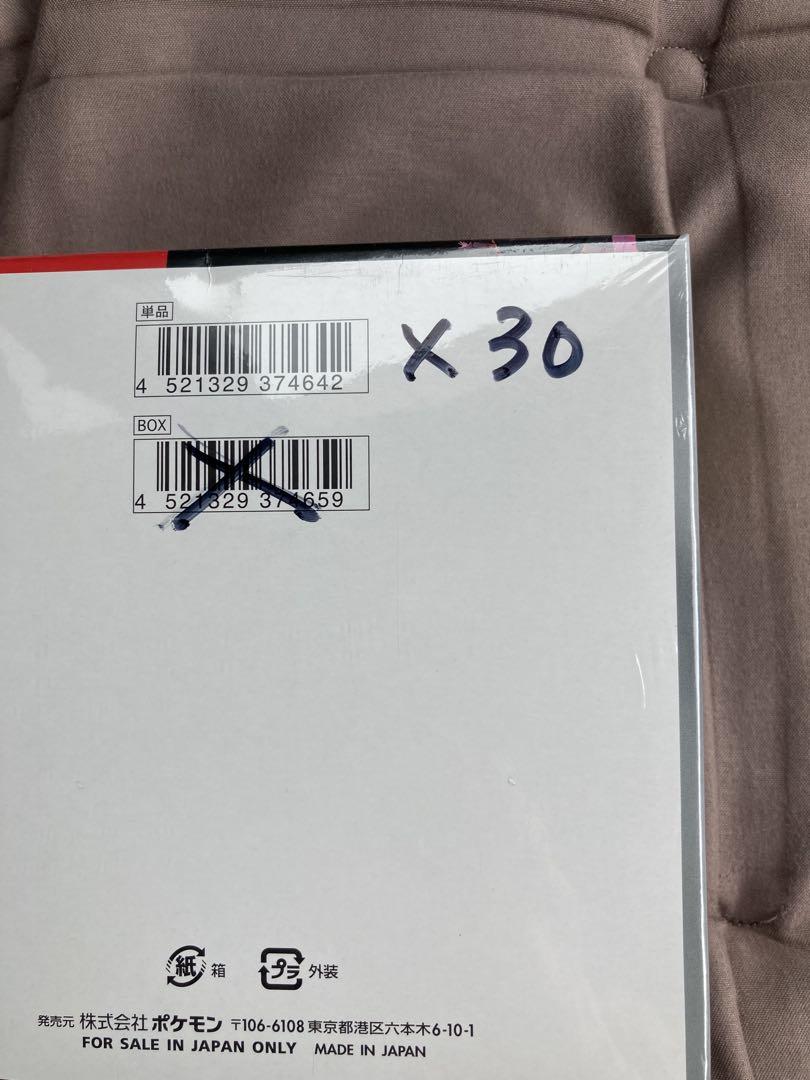 単品
4 521329 374642
× 30
BOX
4 521329 374659
紙 箱 プラ 外装
発売元 株式会社 ポケモン 〒106-6108 東京都港区六本木6-10-1
FOR SALE IN JAPAN ONLY MADE IN JAPAN